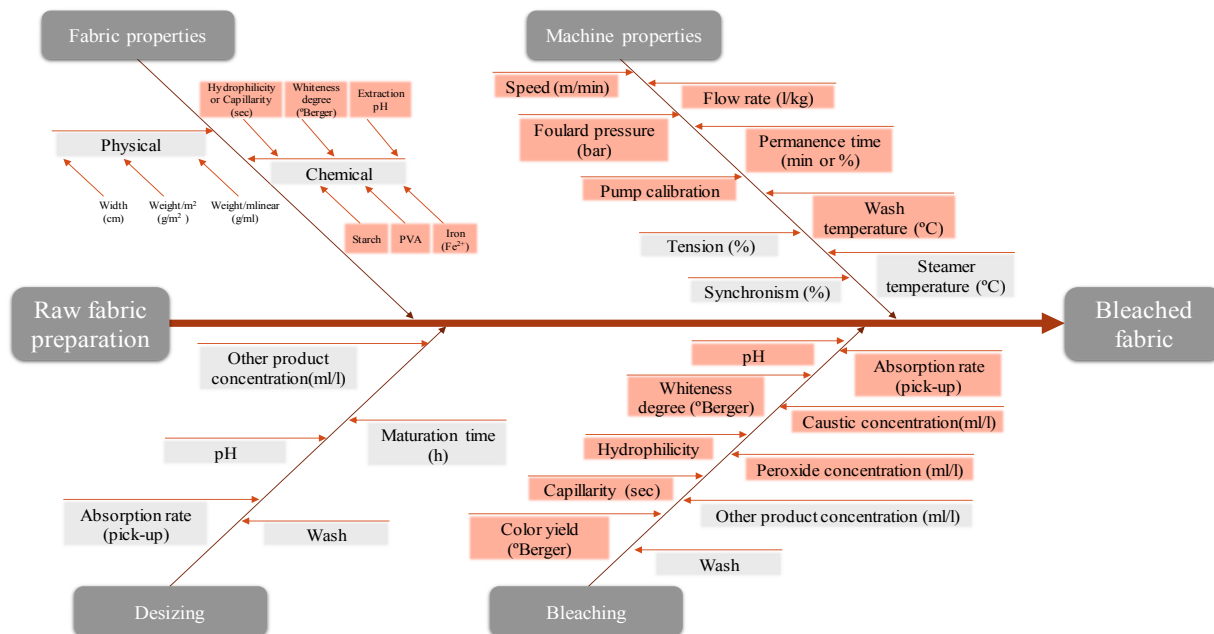 Fabric properties
Machine properties
Hydrophilicity
or Capillarity
(sec)
Whiteness
degree
(ºBerger)
Extraction
pH
Physical
Chemical
Width
(cm)
Weight/m²
(g/m² )
Weight/mlinear
(g/ml)
Starch
PVA
Iron
(Fe²⁺)
Speed (m/min)
Flow rate (l/kg)
Foulard pressure
(bar)
Permanence time
(min or %)
Pump calibration
Wash
temperature (ºC)
Tension (%)
Steamer
temperature (ºC)
Synchronism (%)
Raw fabric
preparation
Bleached
fabric
Other product
concentration(ml/l)
Maturation time
(h)
pH
Absorption rate
(pick-up)
Wash
pH
Absorption rate
(pick-up)
Whiteness
degree (ºBerger)
Caustic concentration(ml/l)
Hydrophilicity
Peroxide concentration (ml/l)
Capillarity (sec)
Other product concentration (ml/l)
Color yield
(ºBerger)
Wash
Desizing
Bleaching